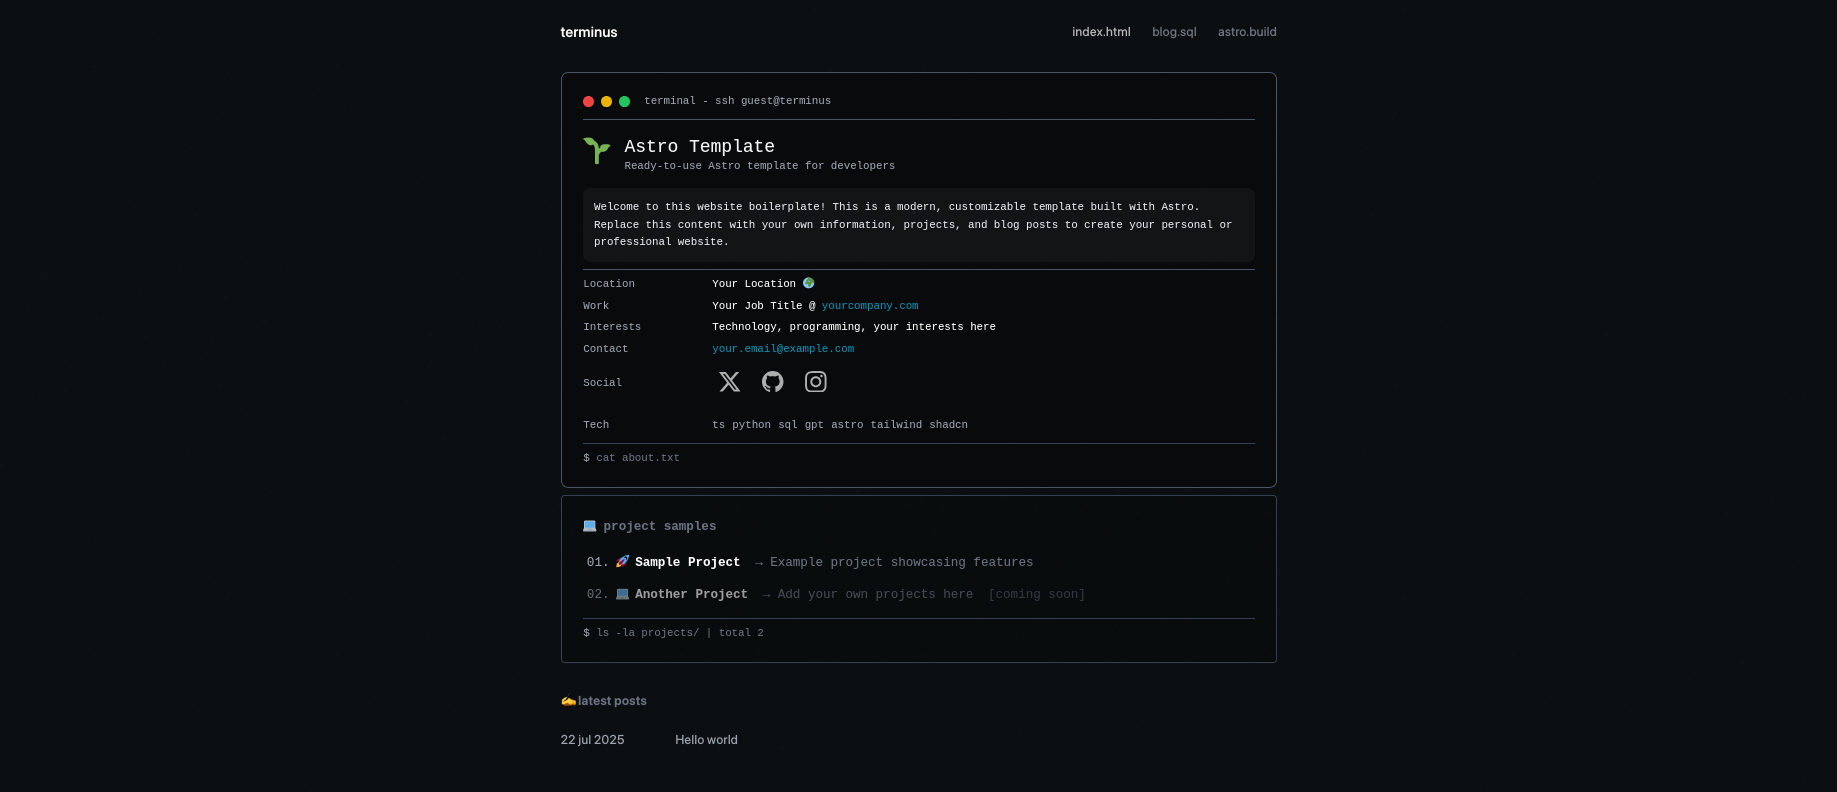 terminus
index.html blog.sql astro.build
terminal - ssh guest@terminus
Astro Template
Ready-to-use Astro template for developers
Welcome to this website boilerplate! This is a modern, customizable template built with Astro.
Replace this content with your own information, projects, and blog posts to create your personal or
professional website.
Location Your Location
Work Your Job Title @ yourcompany.com
Interests Technology, programming, your interests here
Contact your.email@example.com
Social
Tech ts python sql gpt astro tailwind shadcn
$ cat about.txt
project samples
01. Sample Project → Example project showcasing features
02. Another Project → Add your own projects here [coming soon]
$ ls -la projects/ | total 2
latest posts
22 jul 2025 Hello world